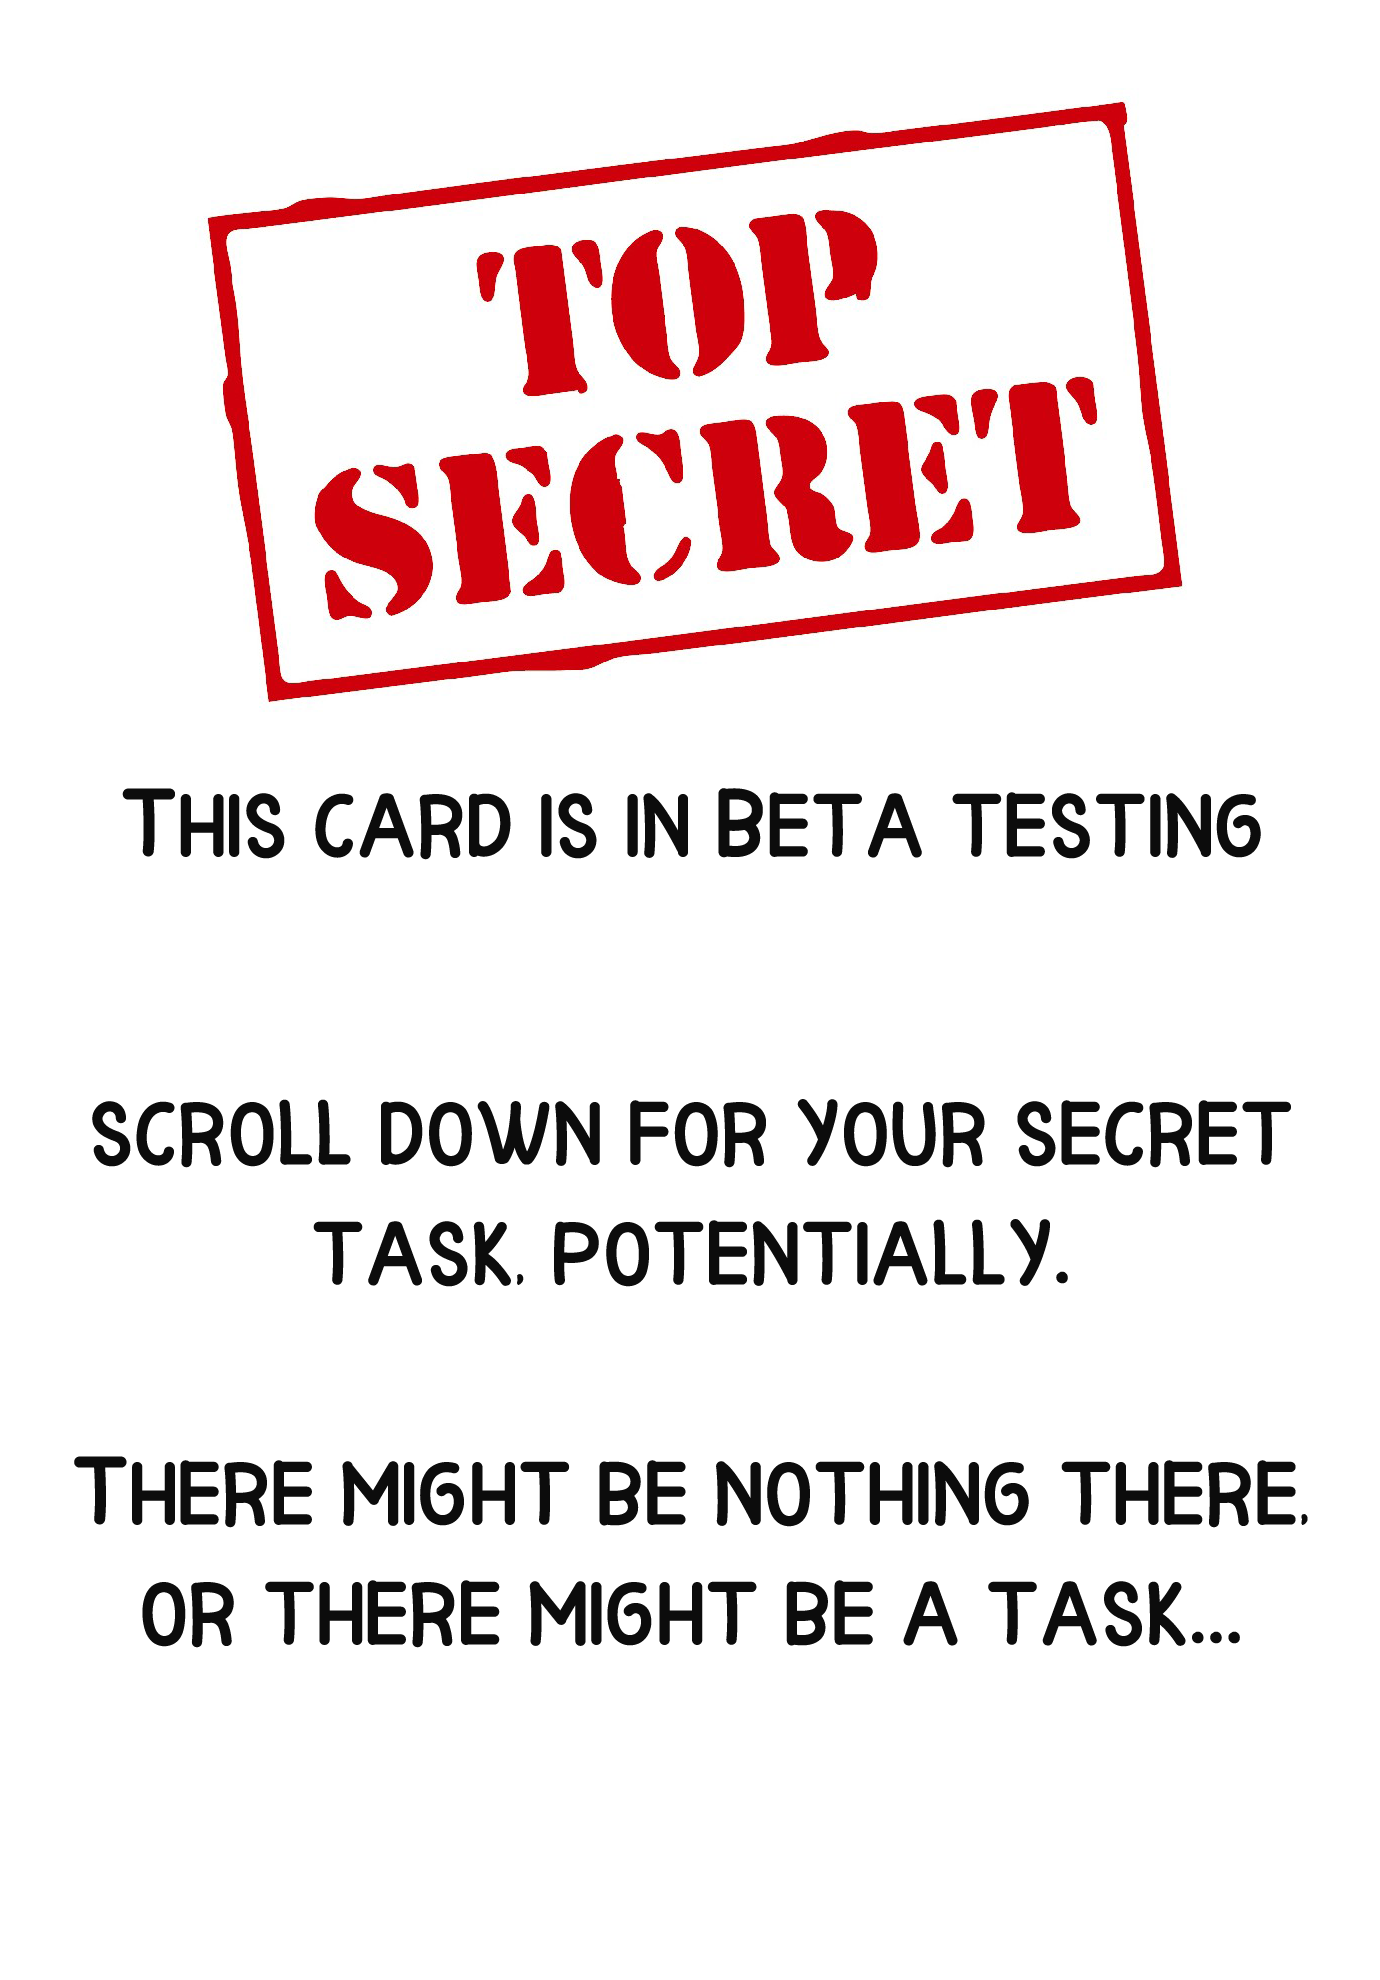 TOP
SECRET
THIS CARD IS IN BETA TESTING
SCROLL DOWN FOR YOUR SECRET
TASK, POTENTIALLY.
THERE MIGHT BE NOTHING THERE,
OR THERE MIGHT BE A TASK...